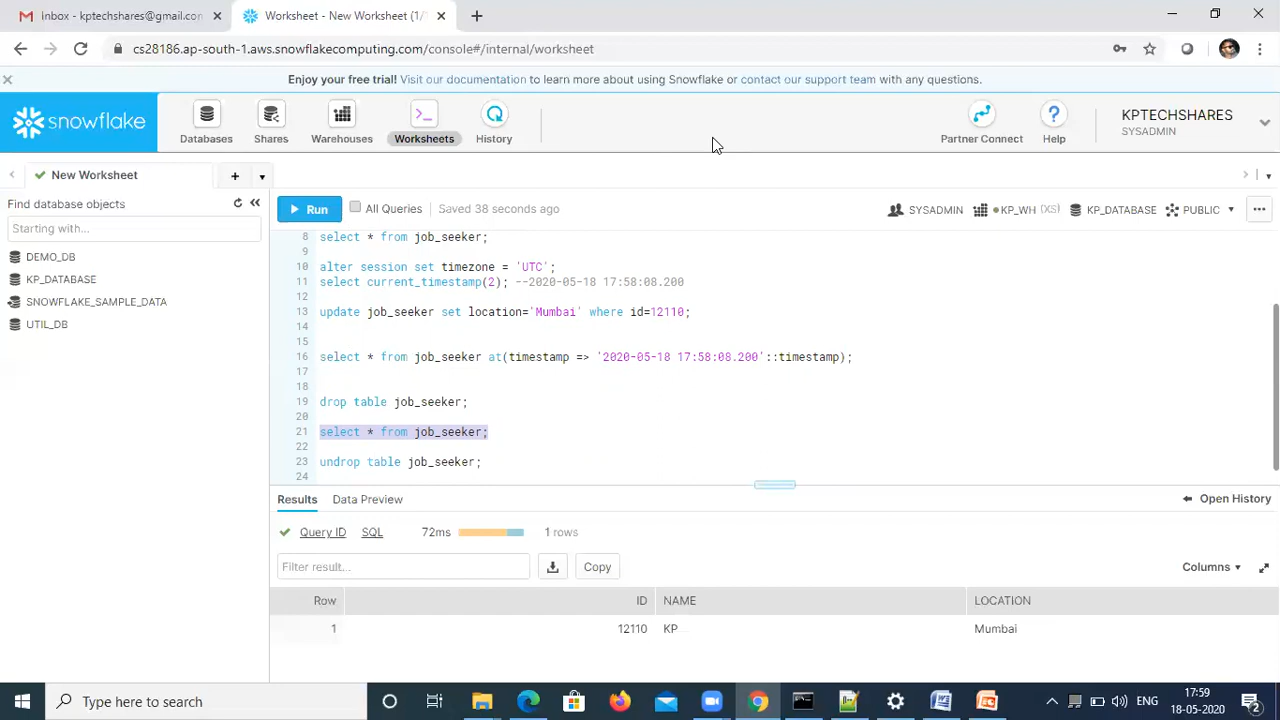 inbox - kptechshares@gmail.con
Worksheet - New Worksheet (1/
cs28186.ap-south-1.aws.snowflakecomputing.com/console#/internal/worksheet
Enjoy your free trial! Visit our documentation to learn more about using Snowflake or contact our support team with any questions.
snowflake
Databases
Shares
Warehouses
Worksheets
History
Partner Connect
Help
KPTECHSHARES
SYSADMIN
New Worksheet
Find database objects
Starting with...
DEMO_DB
KP_DATABASE
SNOWFLAKE_SAMPLE_DATA
UTIL_DB
Run
All Queries
Saved 38 seconds ago
SYSADMIN
KP_WH (XS)
KP_DATABASE
PUBLIC
8 select * from job_seeker;
9
10 alter session set timezone = 'UTC';
11 select current_timestamp(2); --2020-05-18 17:58:08.200
12
13 update job_seeker set location='Mumbai' where id=12110;
14
15
16 select * from job_seeker at(timestamp => '2020-05-18 17:58:08.200'::timestamp);
17
18
19 drop table job_seeker;
20
21 select * from job_seeker;
22
23 undrop table job_seeker;
24
Results
Data Preview
Open History
Query ID
SQL
72ms
1 rows
Filter result...
Copy
Columns
Row ID NAME LOCATION
1 12110 KP Mumbai
Type here to search
ENG
17:59
18-05-2020
2